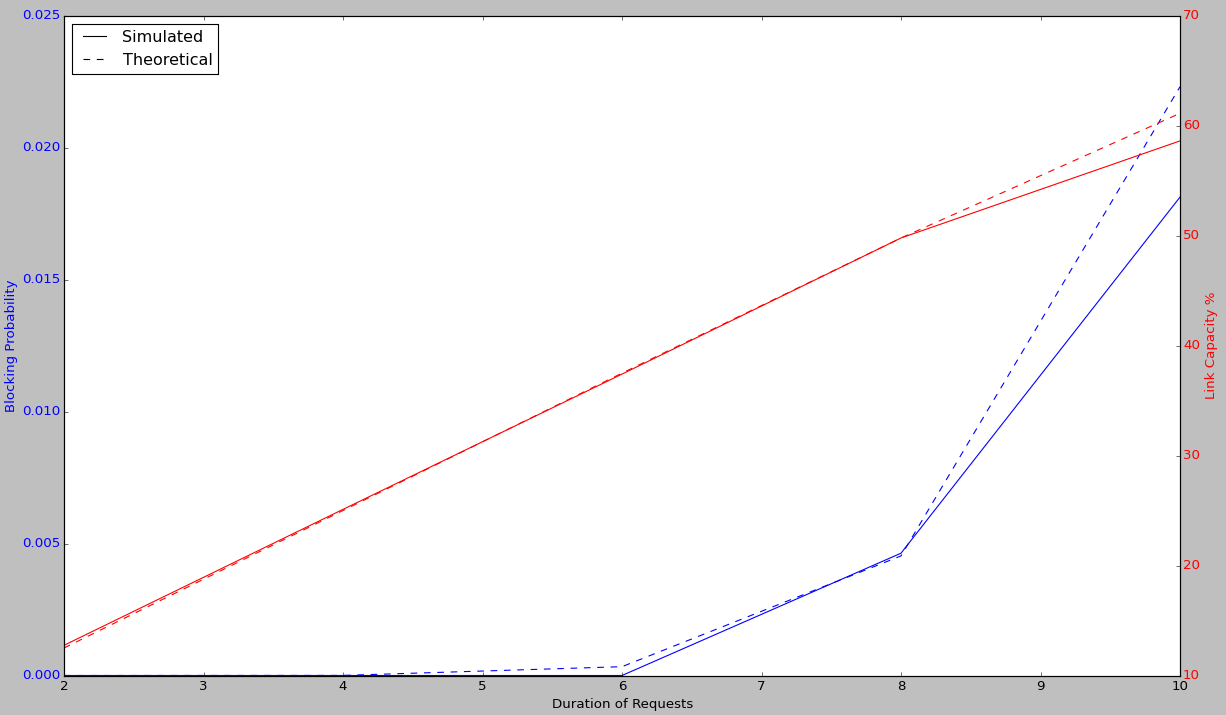 Simulated
Theoretical
0.025
0.020
0.015
0.010
0.005
0.000
Blocking Probability
70
60
50
40
30
20
10
Link Capacity %
2 3 4 5 6 7 8 9 10
Duration of Requests